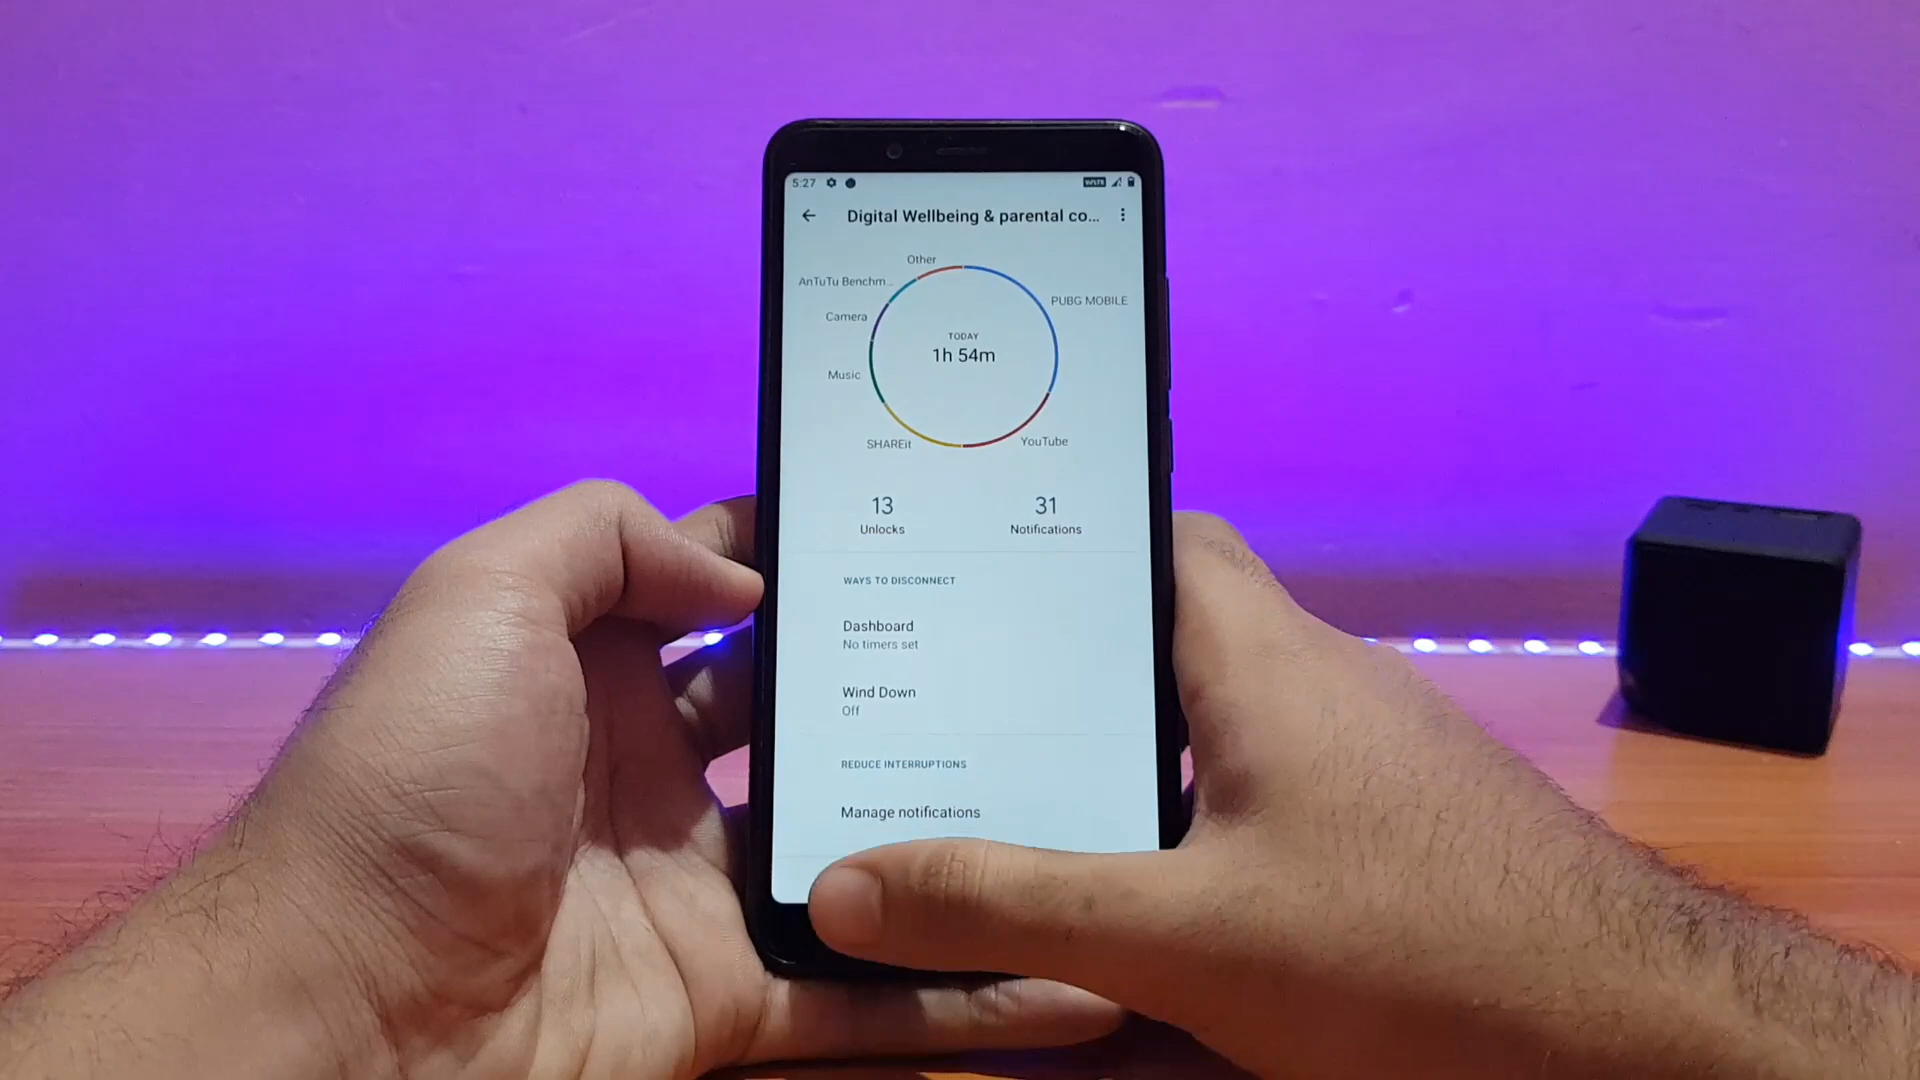 5:27
VoLTE
Digital Wellbeing & parental co...
Other
AnTuTu Benchm...
PUBG MOBILE
Camera
TODAY
1h 54m
Music
SHAREit
YouTube
13
Unlocks
31
Notifications
WAYS TO DISCONNECT
Dashboard
No timers set
Wind Down
Off
REDUCE INTERRUPTIONS
Manage notifications